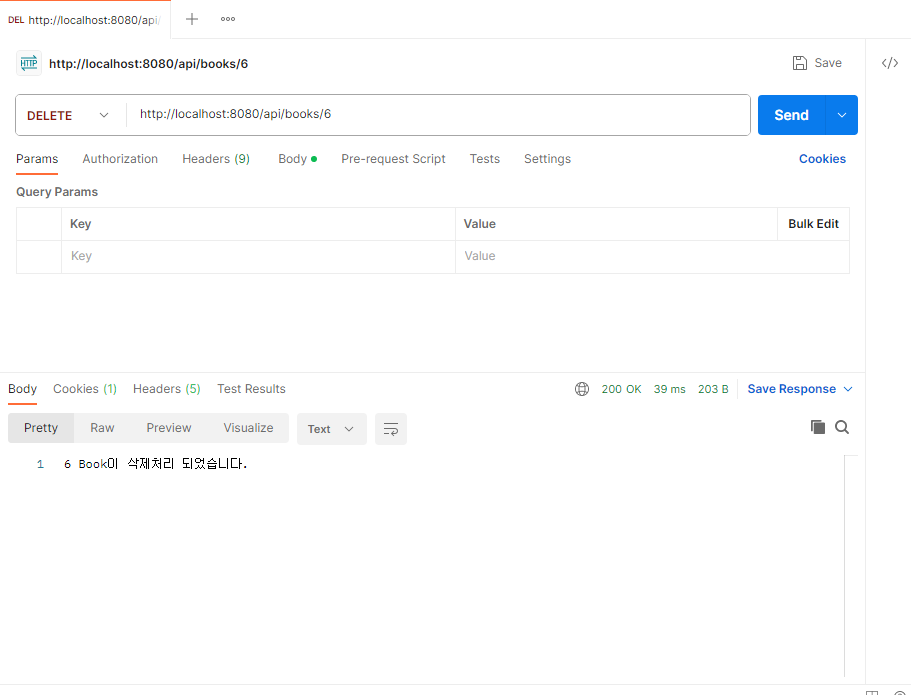 DEL http://localhost:8080/api/
HTTP http://localhost:8080/api/books/6 Save </>
DELETE http://localhost:8080/api/books/6 Send
Params Authorization Headers (9) Body Pre-request Script Tests Settings Cookies
Query Params
Key Value Bulk Edit
Key Value
Body Cookies (1) Headers (5) Test Results 200 OK 39 ms 203 B Save Response
Pretty Raw Preview Visualize Text
1 6 Book이 삭제처리 되었습니다.